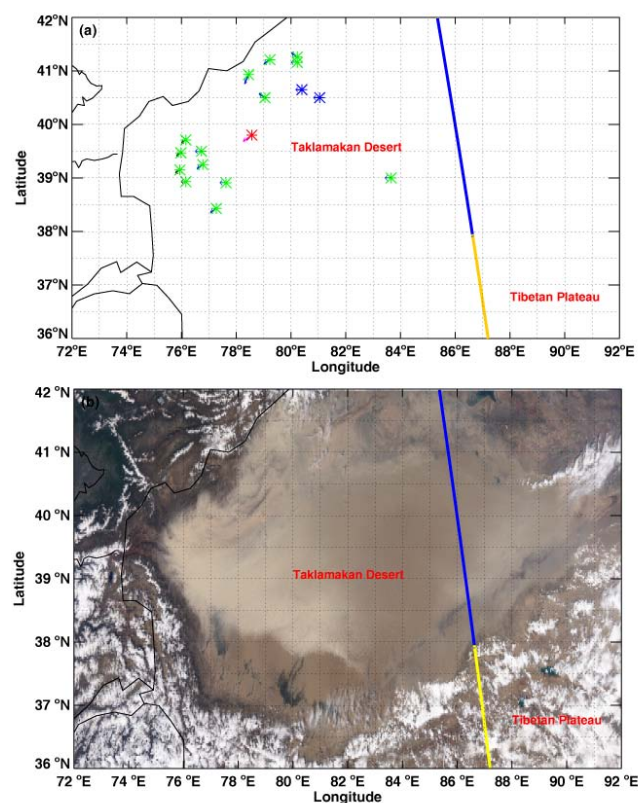 (a)
42°N
41°N
40°N
39°N
38°N
37°N
36°N
Latitude
Taklamakan Desert
Tibetan Plateau
72°E 74°E 76°E 78°E 80°E 82°E 84°E 86°E 88°E 90°E 92°E
Longitude
(b)
42°N
41°N
40°N
39°N
38°N
37°N
36°N
Latitude
Taklamakan Desert
Tibetan Plateau
72°E 74°E 76°E 78°E 80°E 82°E 84°E 86°E 88°E 90°E 92°E
Longitude